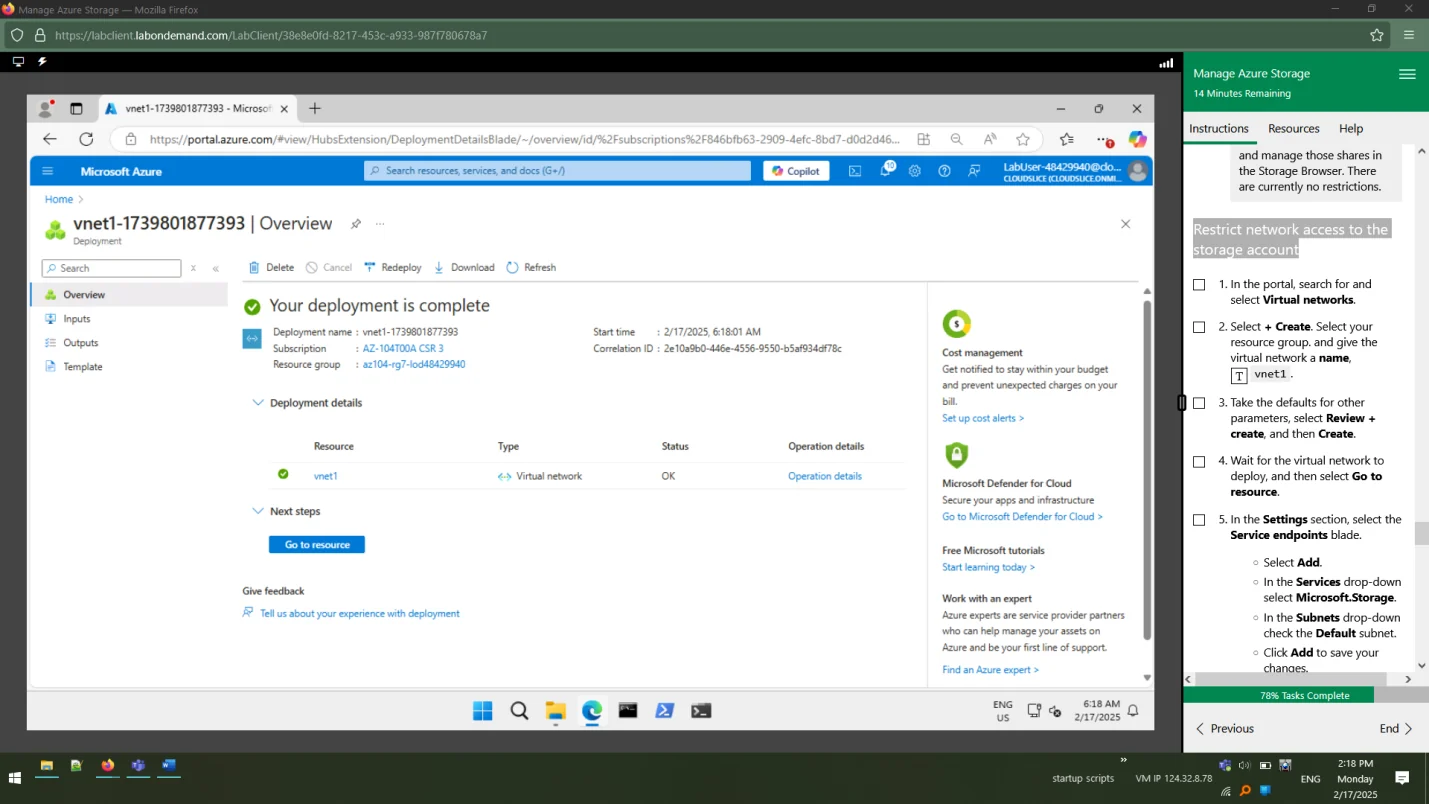 Manage Azure Storage — Mozilla Firefox
https://labclient.labondemand.com/LabClient/38e8e0fd-8217-453c-a933-987f780678a7
vnet1-1739801877393 - Microsof
https://portal.azure.com/#view/HubsExtension/DeploymentDetailsBlade/~/overview/id/%2Fsubscriptions%2F846bfb63-2909-4efc-8bd7-d0d2d46...
Microsoft Azure
Search resources, services, and docs (G+/)
Copilot
10
LabUser-48429940@clo...
CLOUDSLICE (CLOUDSLICE.ONMI...
Home >
vnet1-1739801877393 | Overview
Deployment
Search
Delete Cancel Redeploy Download Refresh
Overview
Inputs
Outputs
Template
Your deployment is complete
Deployment name : vnet1-1739801877393
Subscription : AZ-104T00A CSR 3
Resource group : az104-rg7-lod48429940
Start time : 2/17/2025, 6:18:01 AM
Correlation ID : 2e10a9b0-446e-4556-9550-b5af934df78c
Deployment details
Resource Type Status Operation details
vnet1 Virtual network OK Operation details
Next steps
Go to resource
Give feedback
Tell us about your experience with deployment
Cost management
Get notified to stay within your budget
and prevent unexpected charges on your
bill.
Set up cost alerts >
Microsoft Defender for Cloud
Secure your apps and infrastructure
Go to Microsoft Defender for Cloud >
Free Microsoft tutorials
Start learning today >
Work with an expert
Azure experts are service provider partners
who can help manage your assets on
Azure and be your first line of support.
Find an Azure expert >
ENG
US
6:18 AM
2/17/2025
Manage Azure Storage
14 Minutes Remaining
Instructions Resources Help
and manage those shares in
the Storage Browser. There
are currently no restrictions.
Restrict network access to the
storage account
1. In the portal, search for and
select Virtual networks.
2. Select + Create. Select your
resource group. and give the
virtual network a name,
T vnet1 .
3. Take the defaults for other
parameters, select Review +
create, and then Create.
4. Wait for the virtual network to
deploy, and then select Go to
resource.
5. In the Settings section, select the
Service endpoints blade.
Select Add.
In the Services drop-down
select Microsoft.Storage.
In the Subnets drop-down
check the Default subnet.
Click Add to save your
changes.
78% Tasks Complete
Previous
End
startup scripts
VM IP 124.32.8.78
ENG
2:18 PM
Monday
2/17/2025